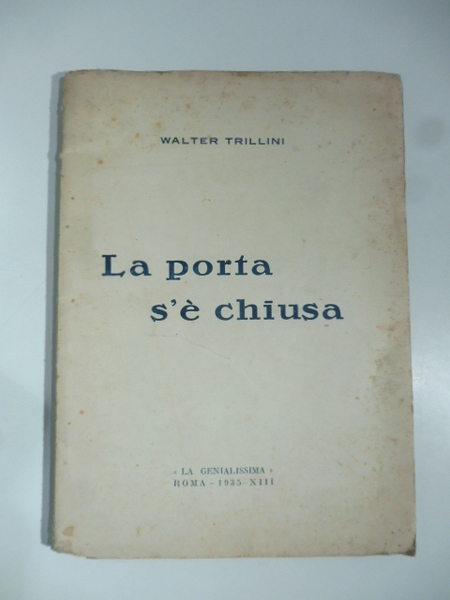 WALTER TRILLINI
La porta
s'è chiusa
« LA GENIALISSIMA »
ROMA - 1935-XIII